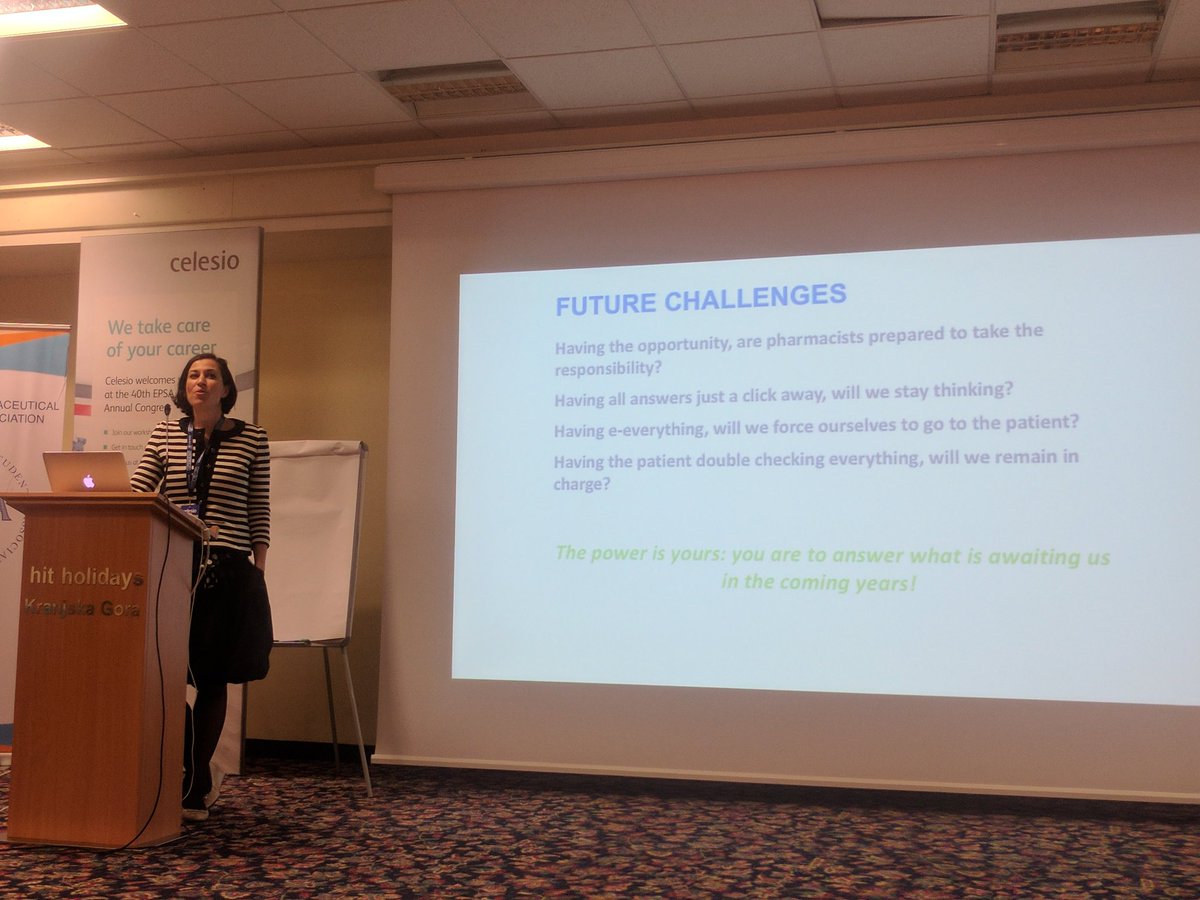 celesio
We take care
of your career
Celesio welcomes
at the 40th EPSA
Annual Congre
Join our worksh
Get in touch
ACEUTICAL
CIATION
hit holidays
Kranjska Gora
FUTURE CHALLENGES
Having the opportunity, are pharmacists prepared to take the
responsibility?
Having all answers just a click away, will we stay thinking?
Having e-everything, will we force ourselves to go to the patient?
Having the patient double checking everything, will we remain in
charge?
The power is yours: you are to answer what is awaiting us
in the coming years!